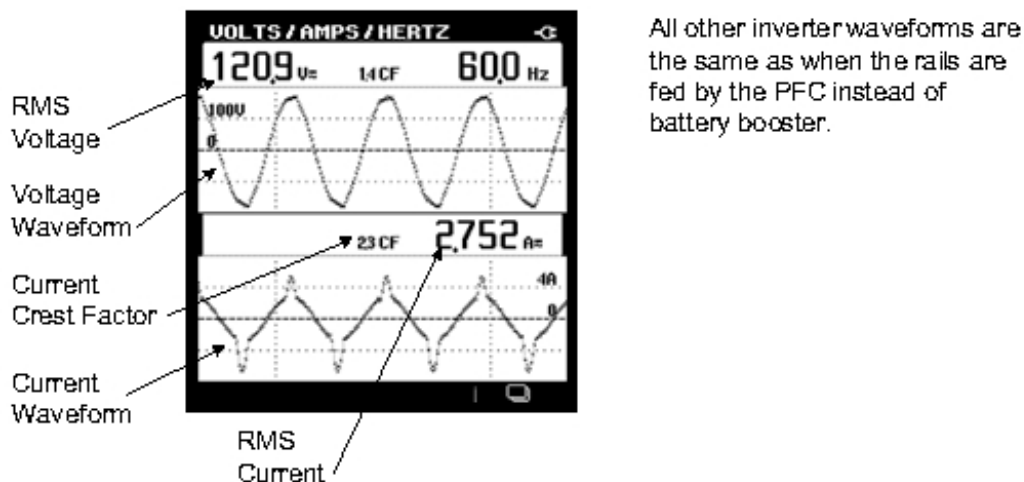 VOLTS / AMPS / HERTZ
120.9 V≂ 1.4 CF 60.0 Hz
100V
0
2.3 CF 2.752 A≂
4A
0
RMS
Voltage
Voltage
Waveform
Current
Crest Factor
Current
Waveform
RMS
Current
All other inverter waveforms are
the same as when the rails are
fed by the PFC instead of
battery booster.